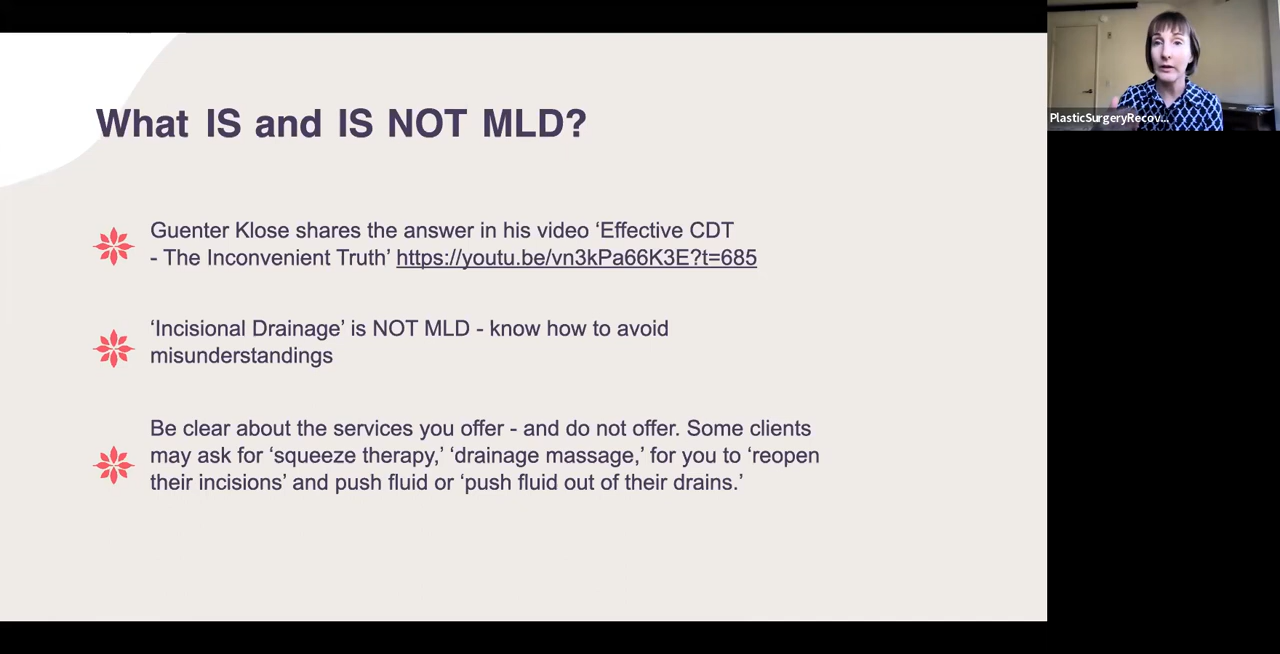 What IS and IS NOT MLD?
Guenter Klose shares the answer in his video ‘Effective CDT
- The Inconvenient Truth’ https://youtu.be/vn3kPa66K3E?t=685
‘Incisional Drainage’ is NOT MLD - know how to avoid
misunderstandings
Be clear about the services you offer - and do not offer. Some clients
may ask for ‘squeeze therapy,’ ‘drainage massage,’ for you to ‘reopen
their incisions’ and push fluid or ‘push fluid out of their drains.’
PlasticSurgeryRecov...